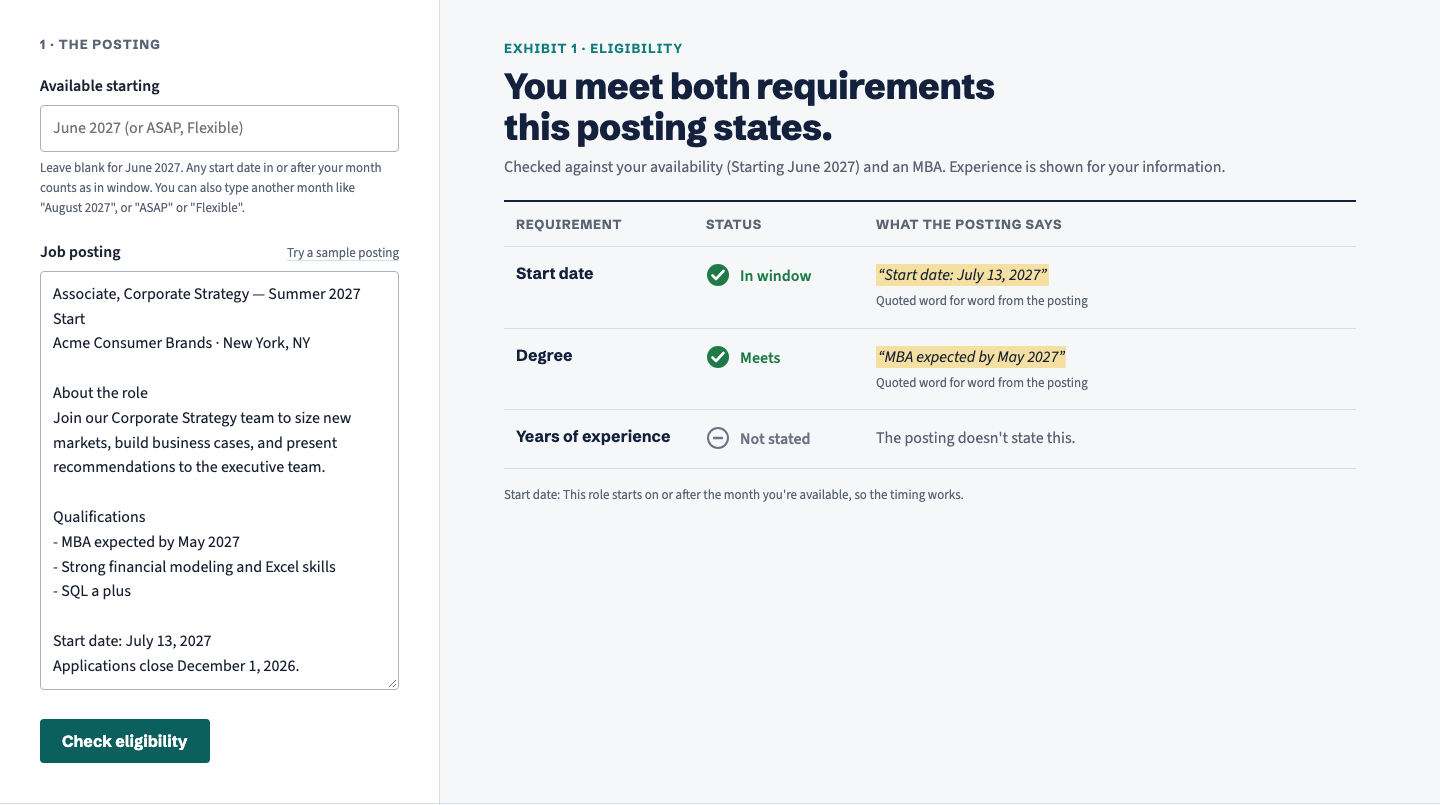 1 · THE POSTING
Available starting
June 2027 (or ASAP, Flexible)
Leave blank for June 2027. Any start date in or after your month
counts as in window. You can also type another month like
"August 2027", or "ASAP" or "Flexible".
Job posting
Try a sample posting
Associate, Corporate Strategy — Summer 2027
Start
Acme Consumer Brands · New York, NY
About the role
Join our Corporate Strategy team to size new
markets, build business cases, and present
recommendations to the executive team.
Qualifications
- MBA expected by May 2027
- Strong financial modeling and Excel skills
- SQL a plus
Start date: July 13, 2027
Applications close December 1, 2026.
Check eligibility
EXHIBIT 1 · ELIGIBILITY
You meet both requirements
this posting states.
Checked against your availability (Starting June 2027) and an MBA. Experience is shown for your information.
REQUIREMENT STATUS WHAT THE POSTING SAYS
Start date In window “Start date: July 13, 2027”
Quoted word for word from the posting
Degree Meets “MBA expected by May 2027”
Quoted word for word from the posting
Years of experience Not stated The posting doesn't state this.
Start date: This role starts on or after the month you're available, so the timing works.